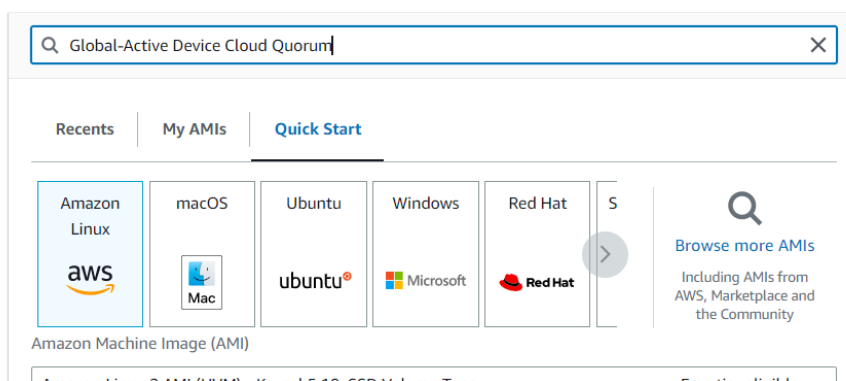 Global-Active Device Cloud Quorum
Recents
My AMIs
Quick Start
Amazon
Linux
aws
macOS
Mac
Ubuntu
ubuntu
Windows
Microsoft
Red Hat
Red Hat
S
Browse more AMIs
Including AMIs from
AWS, Marketplace and
the Community
Amazon Machine Image (AMI)